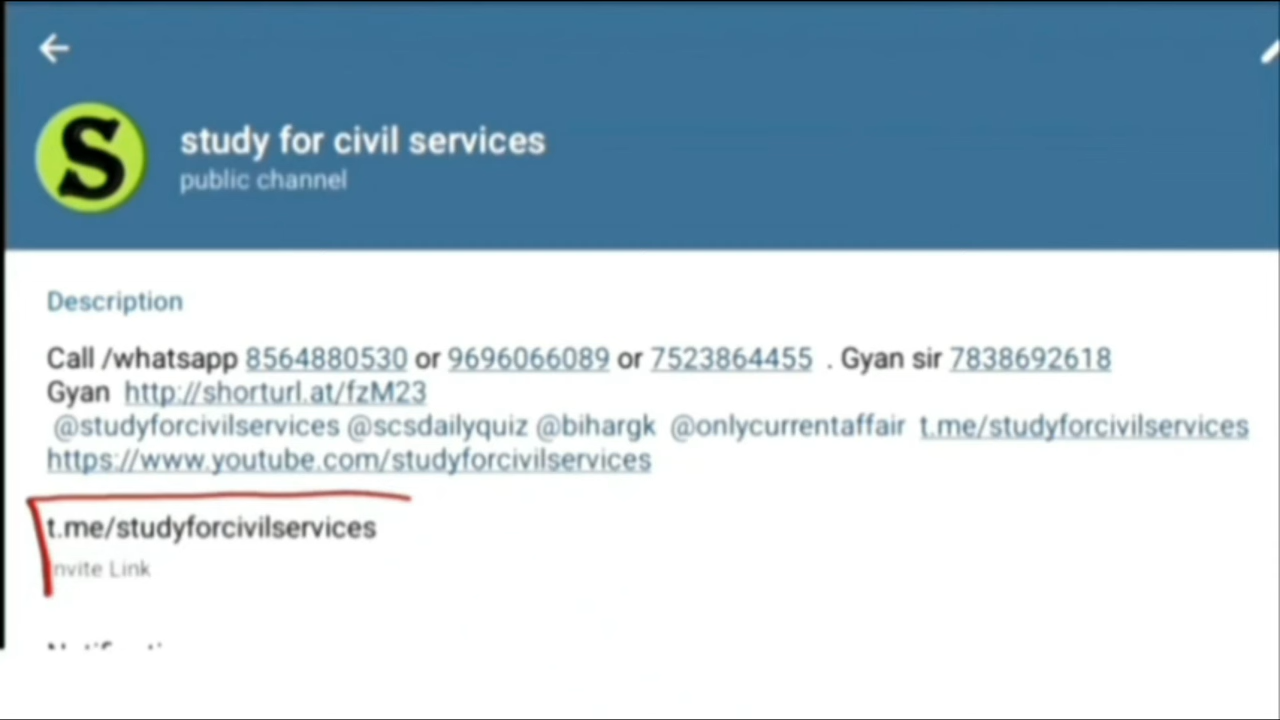 S
study for civil services
public channel
Description
Call /whatsapp 8564880530 or 9696066089 or 7523864455 . Gyan sir 7838692618
Gyan http://shorturl.at/fzM23
@studyforcivilservices @scsdailyquiz @bihargk @onlycurrentaffair t.me/studyforcivilservices
https://www.youtube.com/studyforcivilservices
t.me/studyforcivilservices
nvite Link